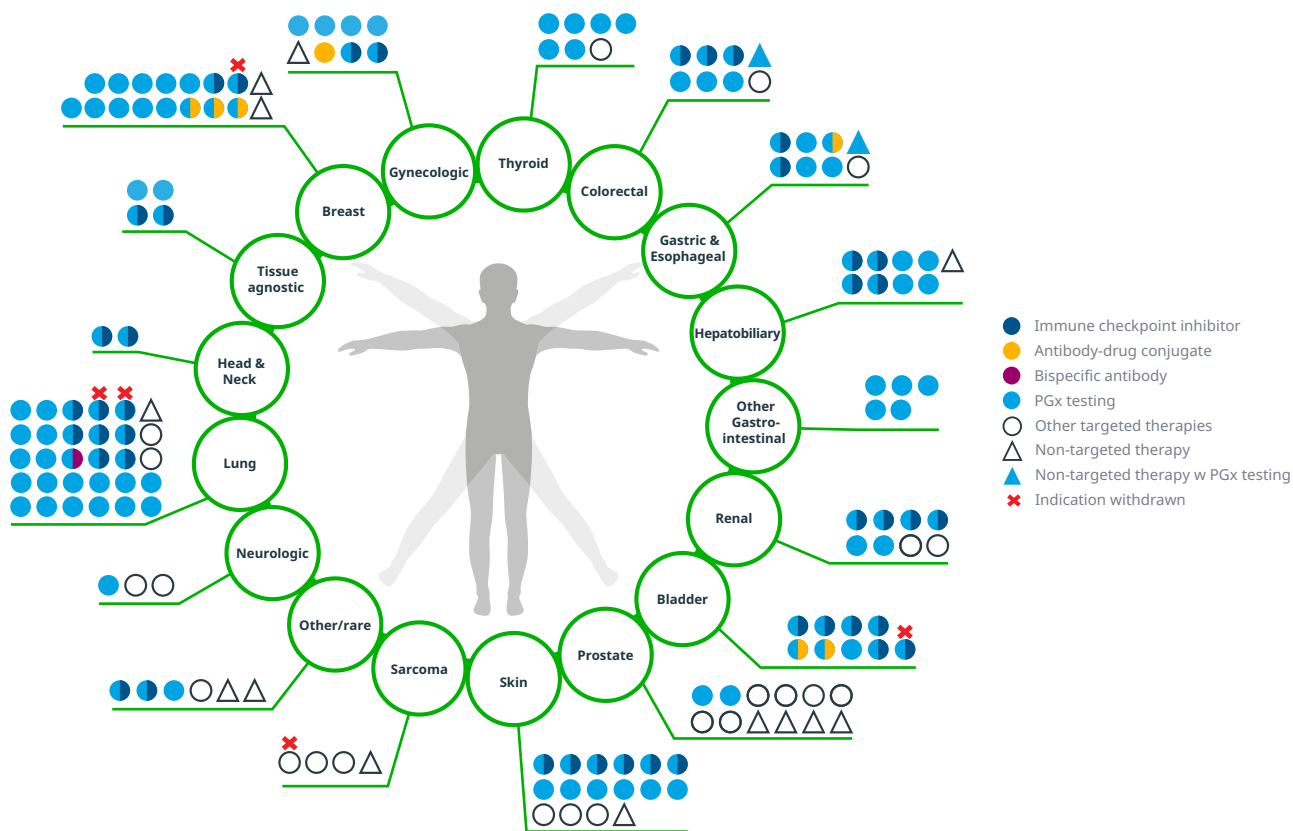 Gynecologic
Thyroid
Colorectal
Breast
Gastric &
Esophageal
Tissue
agnostic
Hepatobiliary
Head &
Neck
Other
Gastro-
intestinal
Lung
Renal
Neurologic
Bladder
Other/rare
Prostate
Sarcoma
Skin
Immune checkpoint inhibitor
Antibody-drug conjugate
Bispecific antibody
PGx testing
Other targeted therapies
Non-targeted therapy
Non-targeted therapy w PGx testing
Indication withdrawn